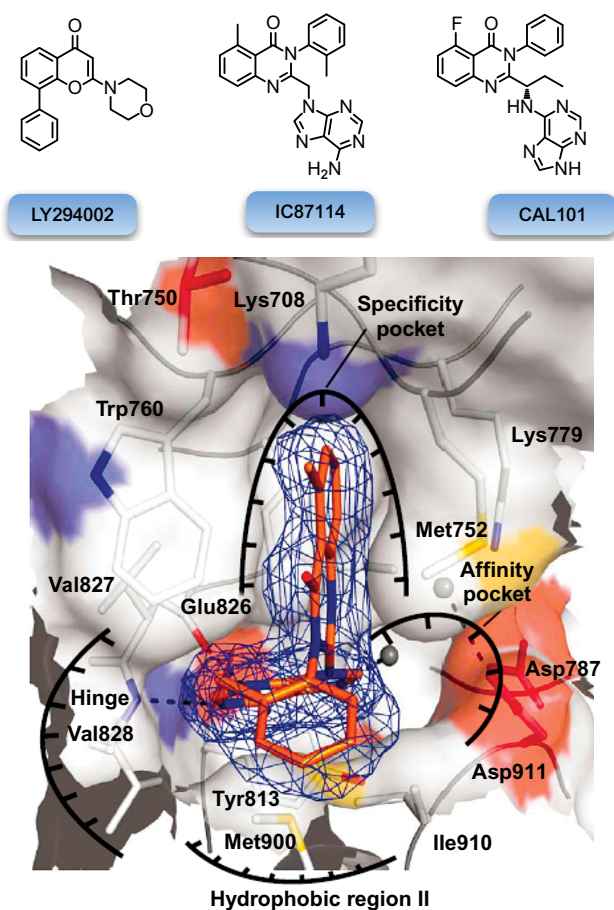 O
O
N
O
O
N
N
N
N
N
N
H₂N
F
O
N
N
HN
N
N
N
NH
LY294002
IC87114
CAL101
Thr750
Lys708
Specificity
pocket
Trp760
Lys779
Met752
Val827
Affinity
pocket
Glu826
Hinge
Asp787
Val828
Asp911
Tyr813
Met900
Ile910
Hydrophobic region II